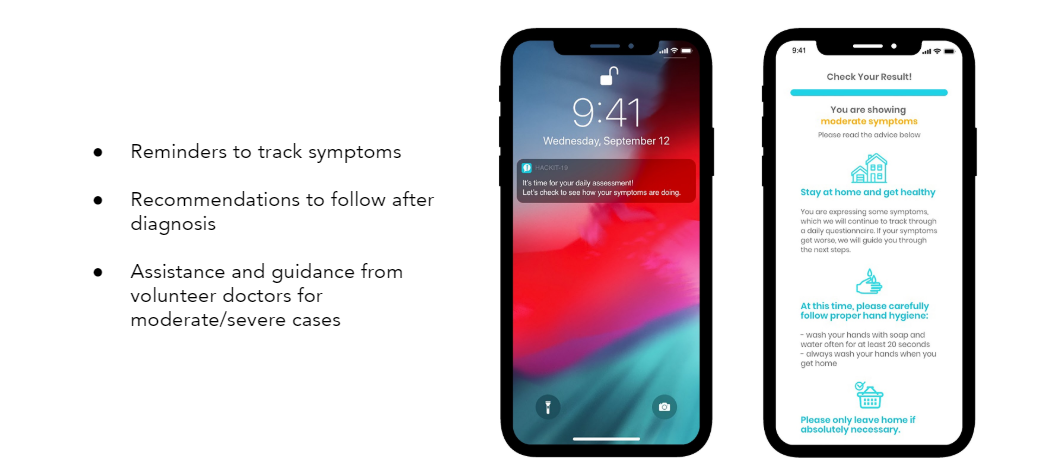 ● Reminders to track symptoms
● Recommendations to follow after
diagnosis
● Assistance and guidance from
volunteer doctors for
moderate/severe cases
9:41
Wednesday, September 12
HACKIT-19
It's time for your daily assessment!
Let's check to see how your symptoms are doing.
9:41
Check Your Result!
You are showing
moderate symptoms
Please read the advice below
Stay at home and get healthy
You are expressing some symptoms,
which we will continue to track through
a daily questionnaire. If your symptoms
get worse, we will guide you through
the next steps.
At this time, please carefully
follow proper hand hygiene:
- wash your hands with soap and
water often for at least 20 seconds
- always wash your hands when you
get home
Please only leave home if
absolutely necessary.